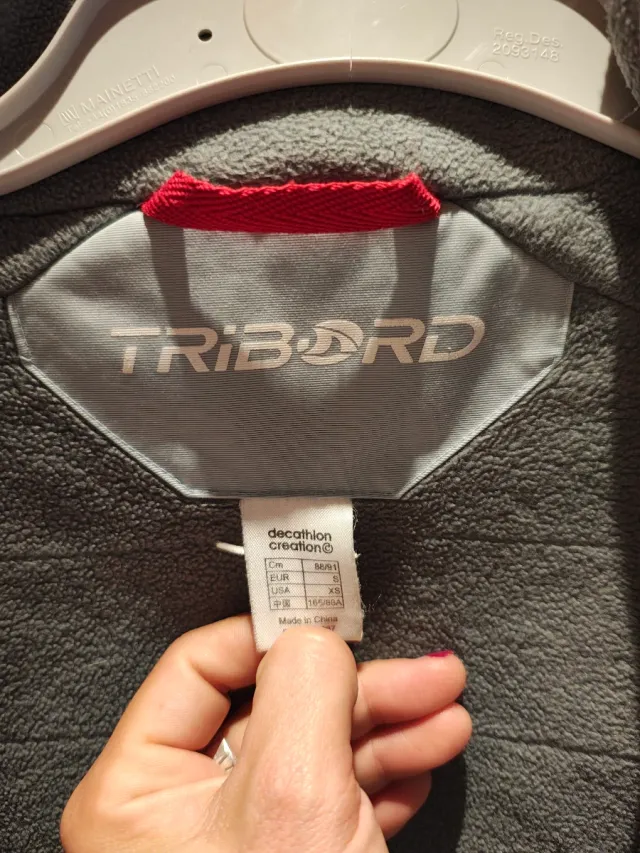 MAINETTI
Reg.Des.
2093148
TRiBORD
decathlon
creation©
Cm 88/91
EUR S
USA XS
中国 165/88A
Made in China